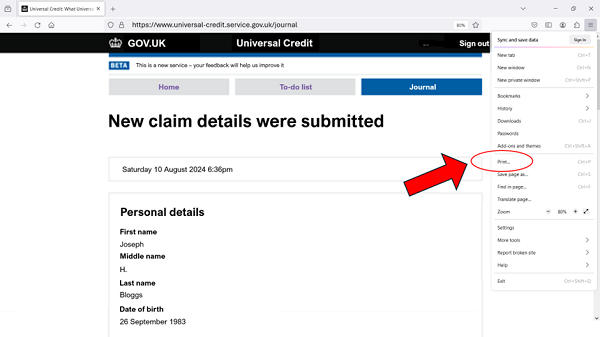 Universal Credit: What Univers
https://www.universal-credit.service.gov.uk/journal
80%
GOV.UK
Universal Credit
Sign out
BETA
This is a new service – your feedback will help us improve it
Home
To-do list
Journal
New claim details were submitted
Saturday 10 August 2024 6:36pm
Personal details
First name
Joseph
Middle name
H.
Last name
Bloggs
Date of birth
26 September 1983
Sync and save data
Sign In
New tab Ctrl+T
New window Ctrl+N
New private window Ctrl+Shift+P
Bookmarks
History
Downloads Ctrl+J
Passwords
Add-ons and themes Ctrl+Shift+A
Print... Ctrl+P
Save page as... Ctrl+S
Find in page... Ctrl+F
Translate page...
Zoom 80%
Settings
More tools
Report broken site
Help
Exit Ctrl+Shift+Q